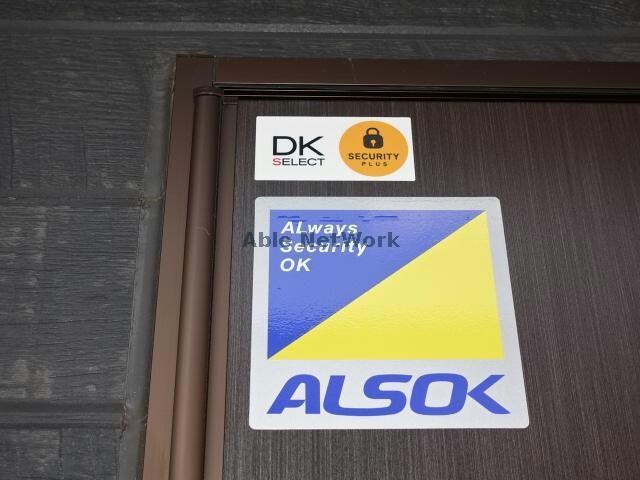 DK
SELECT
SECURITY
PLUS
ALways
Security
OK
Able NetWork
ALSOK